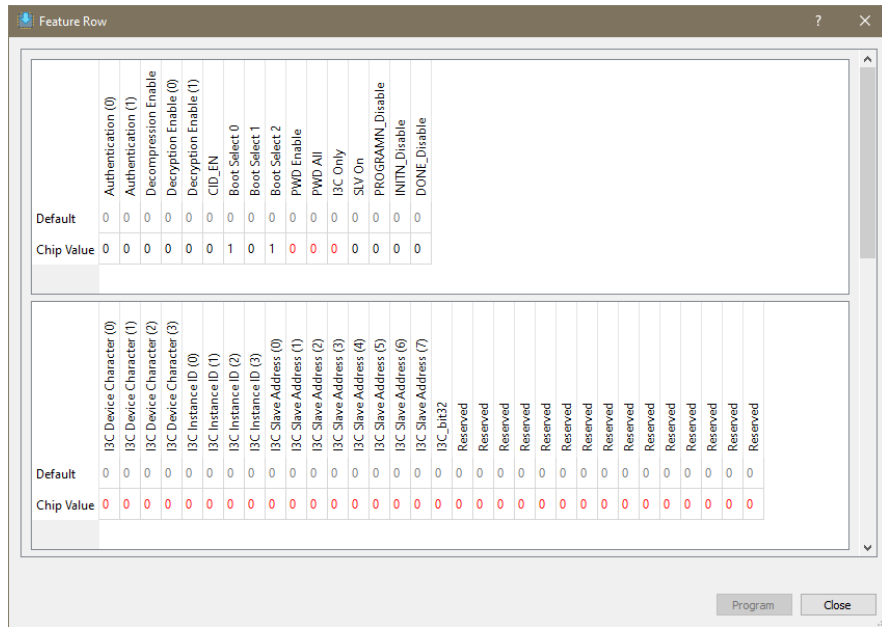 Feature Row
Authentication (0) Authentication (1) Decompression Enable Decryption Enable (0) Decryption Enable (1) CID_EN Boot Select 0 Boot Select 1 Boot Select 2 PWD Enable PWD All I3C Only SLV On PROGRAMN_Disable INITN_Disable DONE_Disable
Default 0 0 0 0 0 0 0 0 0 0 0 0 0 0 0 0
Chip Value 0 0 0 0 0 0 1 0 1 0 0 0 0 0 0 0
I3C Device Character (0) I3C Device Character (1) I3C Device Character (2) I3C Device Character (3) I3C Instance ID (0) I3C Instance ID (1) I3C Instance ID (2) I3C Instance ID (3) I3C Slave Address (0) I3C Slave Address (1) I3C Slave Address (2) I3C Slave Address (3) I3C Slave Address (4) I3C Slave Address (5) I3C Slave Address (6) I3C Slave Address (7) I3C_bit32 Reserved Reserved Reserved Reserved Reserved Reserved Reserved Reserved Reserved Reserved Reserved Reserved Reserved Reserved Reserved
Default 0 0 0 0 0 0 0 0 0 0 0 0 0 0 0 0 0 0 0 0 0 0 0 0 0 0 0 0 0 0 0 0
Chip Value 0 0 0 0 0 0 0 0 0 0 0 0 0 0 0 0 0 0 0 0 0 0 0 0 0 0 0 0 0 0 0 0
Program Close